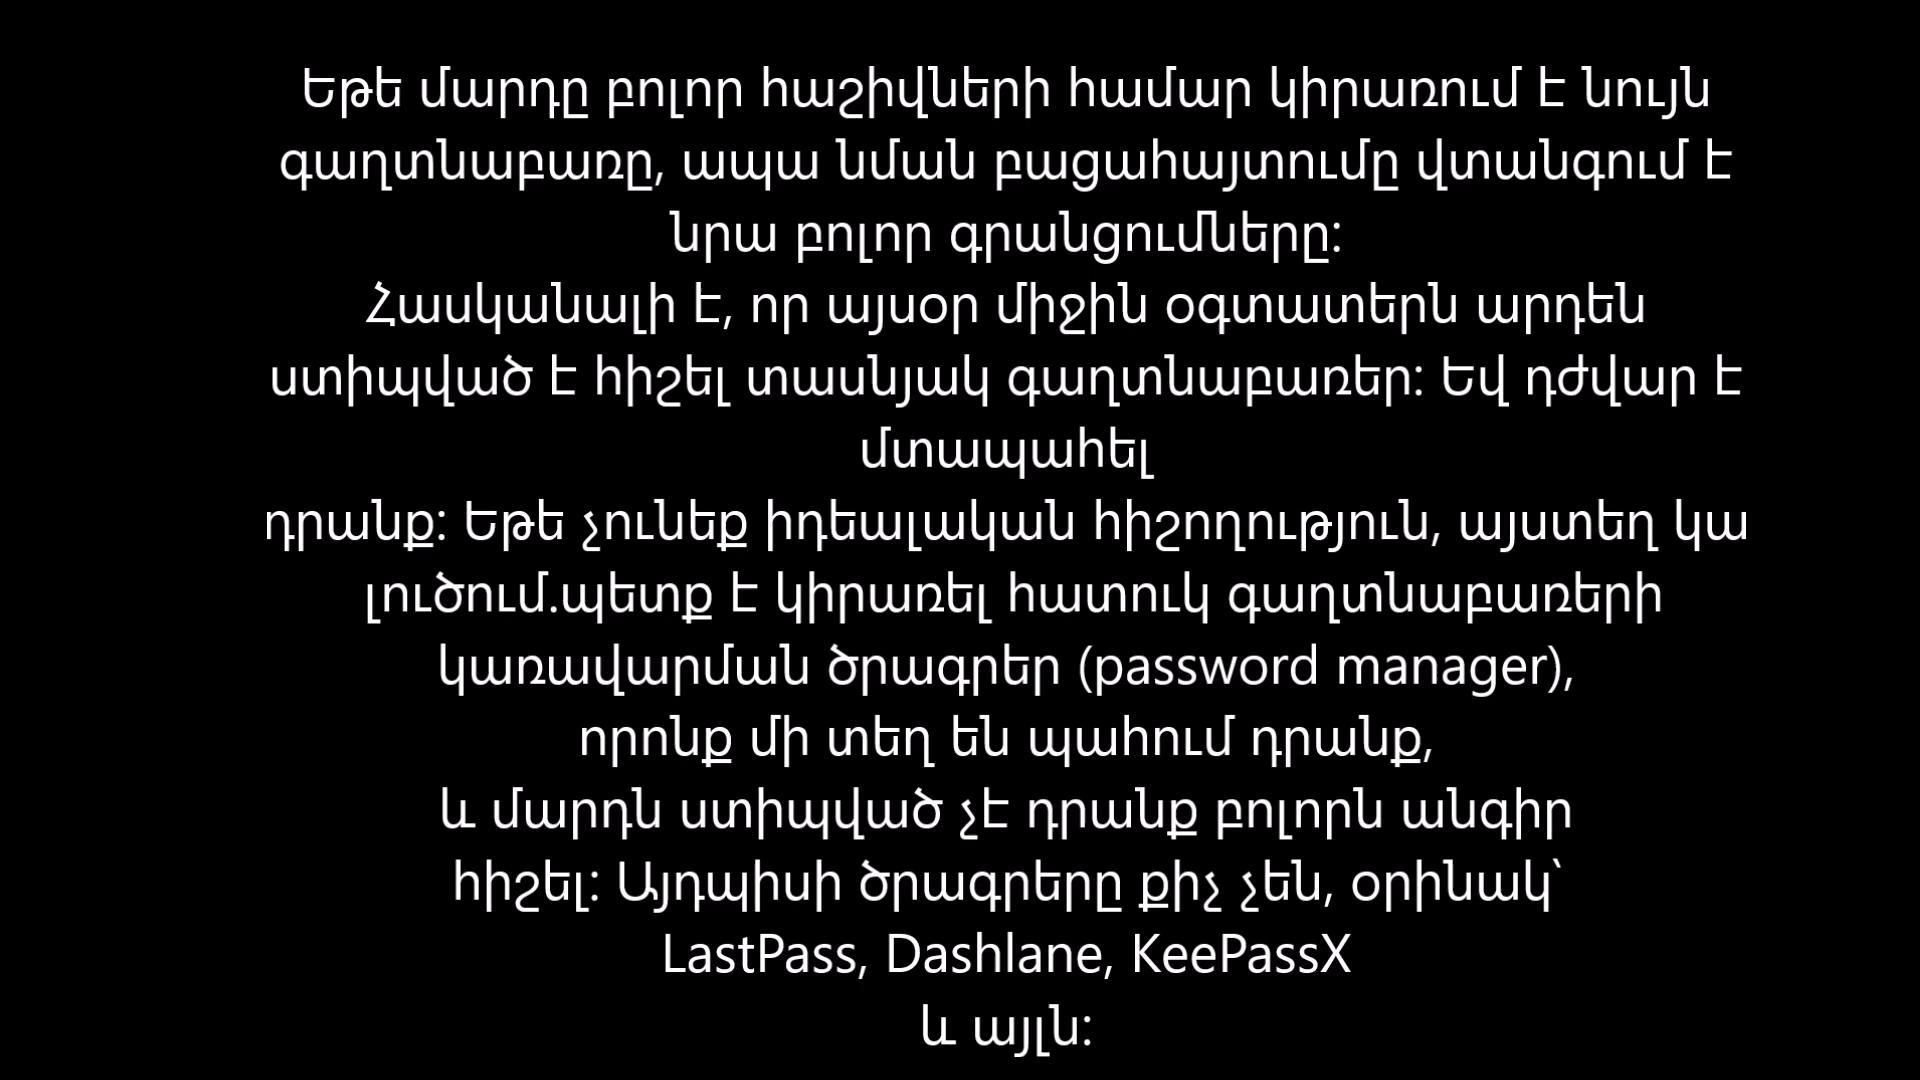 Եթե մարդը բոլոր հաշիվների համար կիրառում է նույն
գաղտնաբառը, ապա նման բացահայտումը վտանգում է
նրա բոլոր գրանցումները:
Հասկանալի է, որ այսօր միջին օգտատերն արդեն
ստիպված է հիշել տասնյակ գաղտնաբառեր: Եվ դժվար է
մտապահել
դրանք: Եթե չունեք իդեալական հիշողություն, այստեղ կա
լուծում.պետք է կիրառել հատուկ գաղտնաբառերի
կառավարման ծրագրեր (password manager),
որոնք մի տեղ են պահում դրանք,
և մարդն ստիպված չէ դրանք բոլորն անգիր
հիշել: Այդպիսի ծրագրերը քիչ չեն, օրինակ՝
LastPass, Dashlane, KeePassX
և այլն: